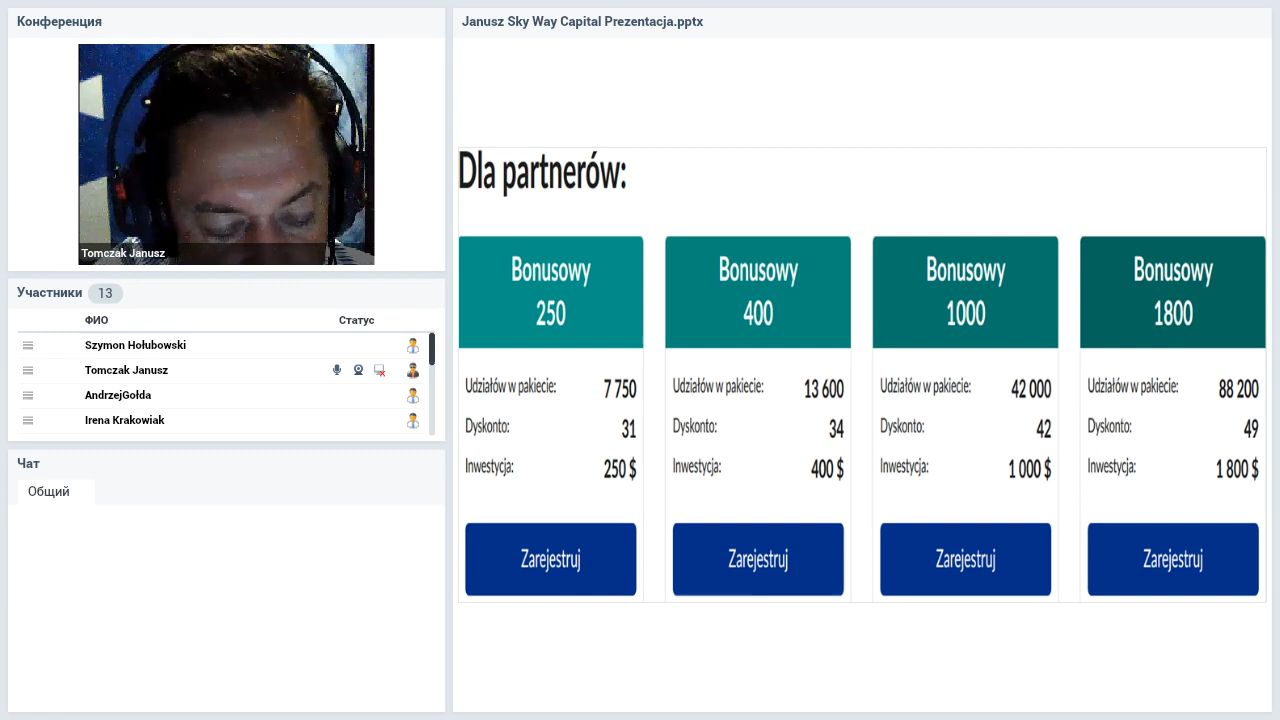 Конференция
Tomczak Janusz
Участники 13
ФИО Статус
Szymon Hołubowski
Tomczak Janusz
AndrzejGołda
Irena Krakowiak
Чат
Общий
Janusz Sky Way Capital Prezentacja.pptx
Dla partnerów:
Bonusowy
250
Udziałów w pakiecie: 7 750
Dyskonto: 31
Inwestycja: 250 $
Zarejestruj
Bonusowy
400
Udziałów w pakiecie: 13 600
Dyskonto: 34
Inwestycja: 400 $
Zarejestruj
Bonusowy
1000
Udziałów w pakiecie: 42 000
Dyskonto: 42
Inwestycja: 1 000 $
Zarejestruj
Bonusowy
1800
Udziałów w pakiecie: 88 200
Dyskonto: 49
Inwestycja: 1 800 $
Zarejestruj